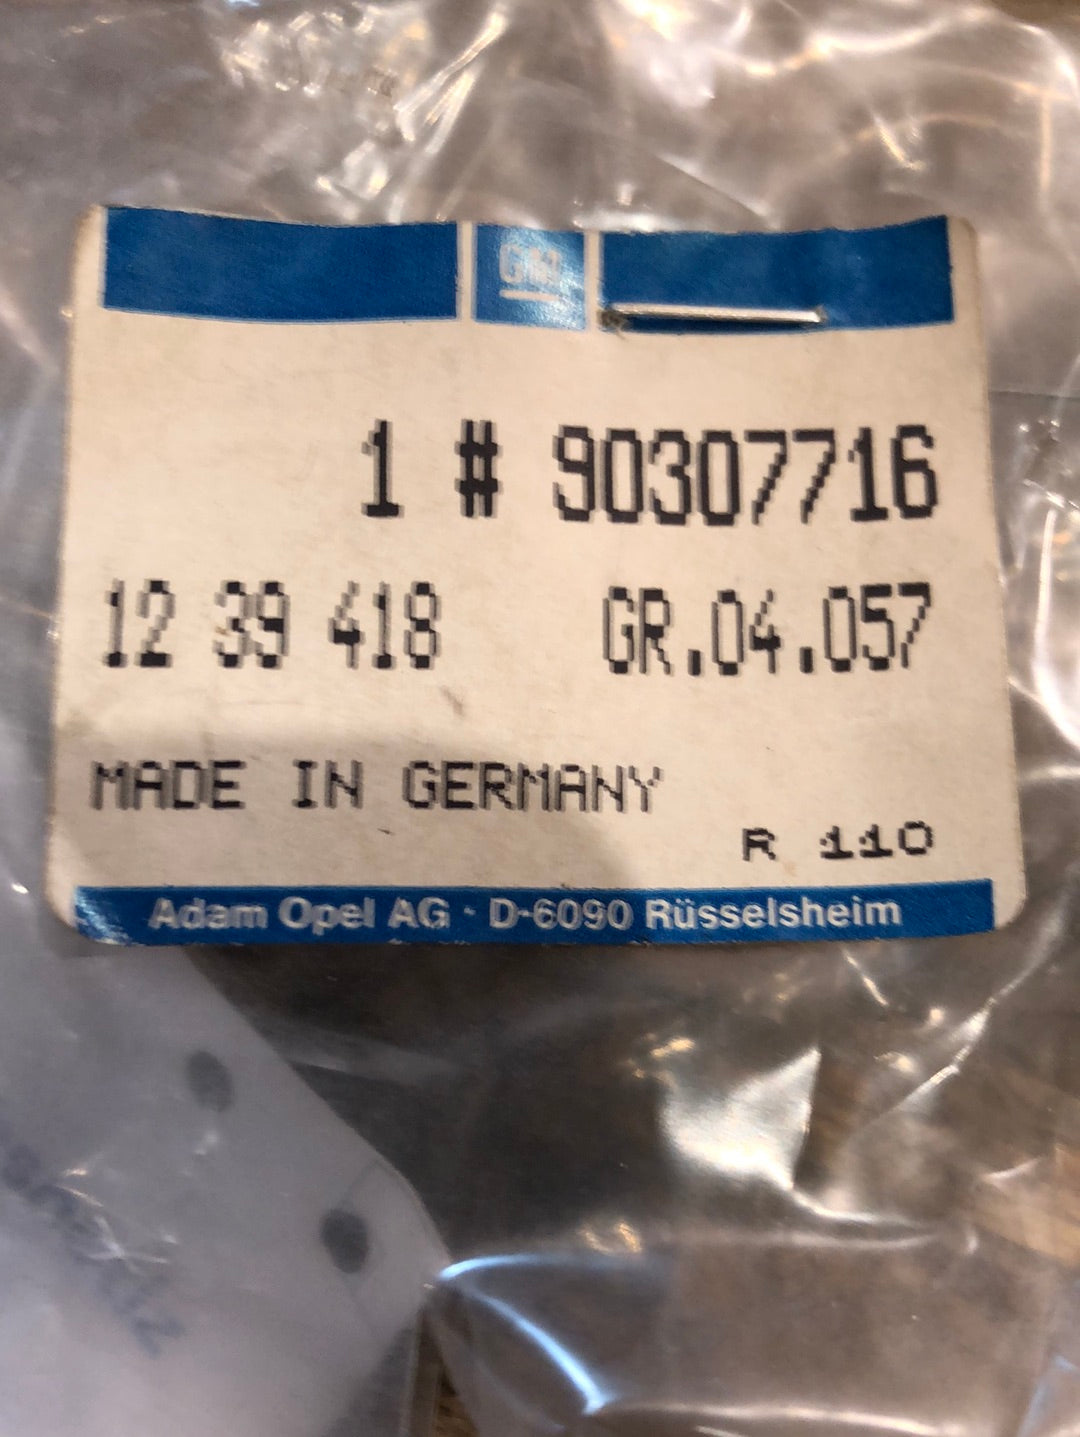 GM
1 # 90307716
12 39 418 GR.04.057
MADE IN GERMANY
R 110
Adam Opel AG · D-6090 Rüsselsheim